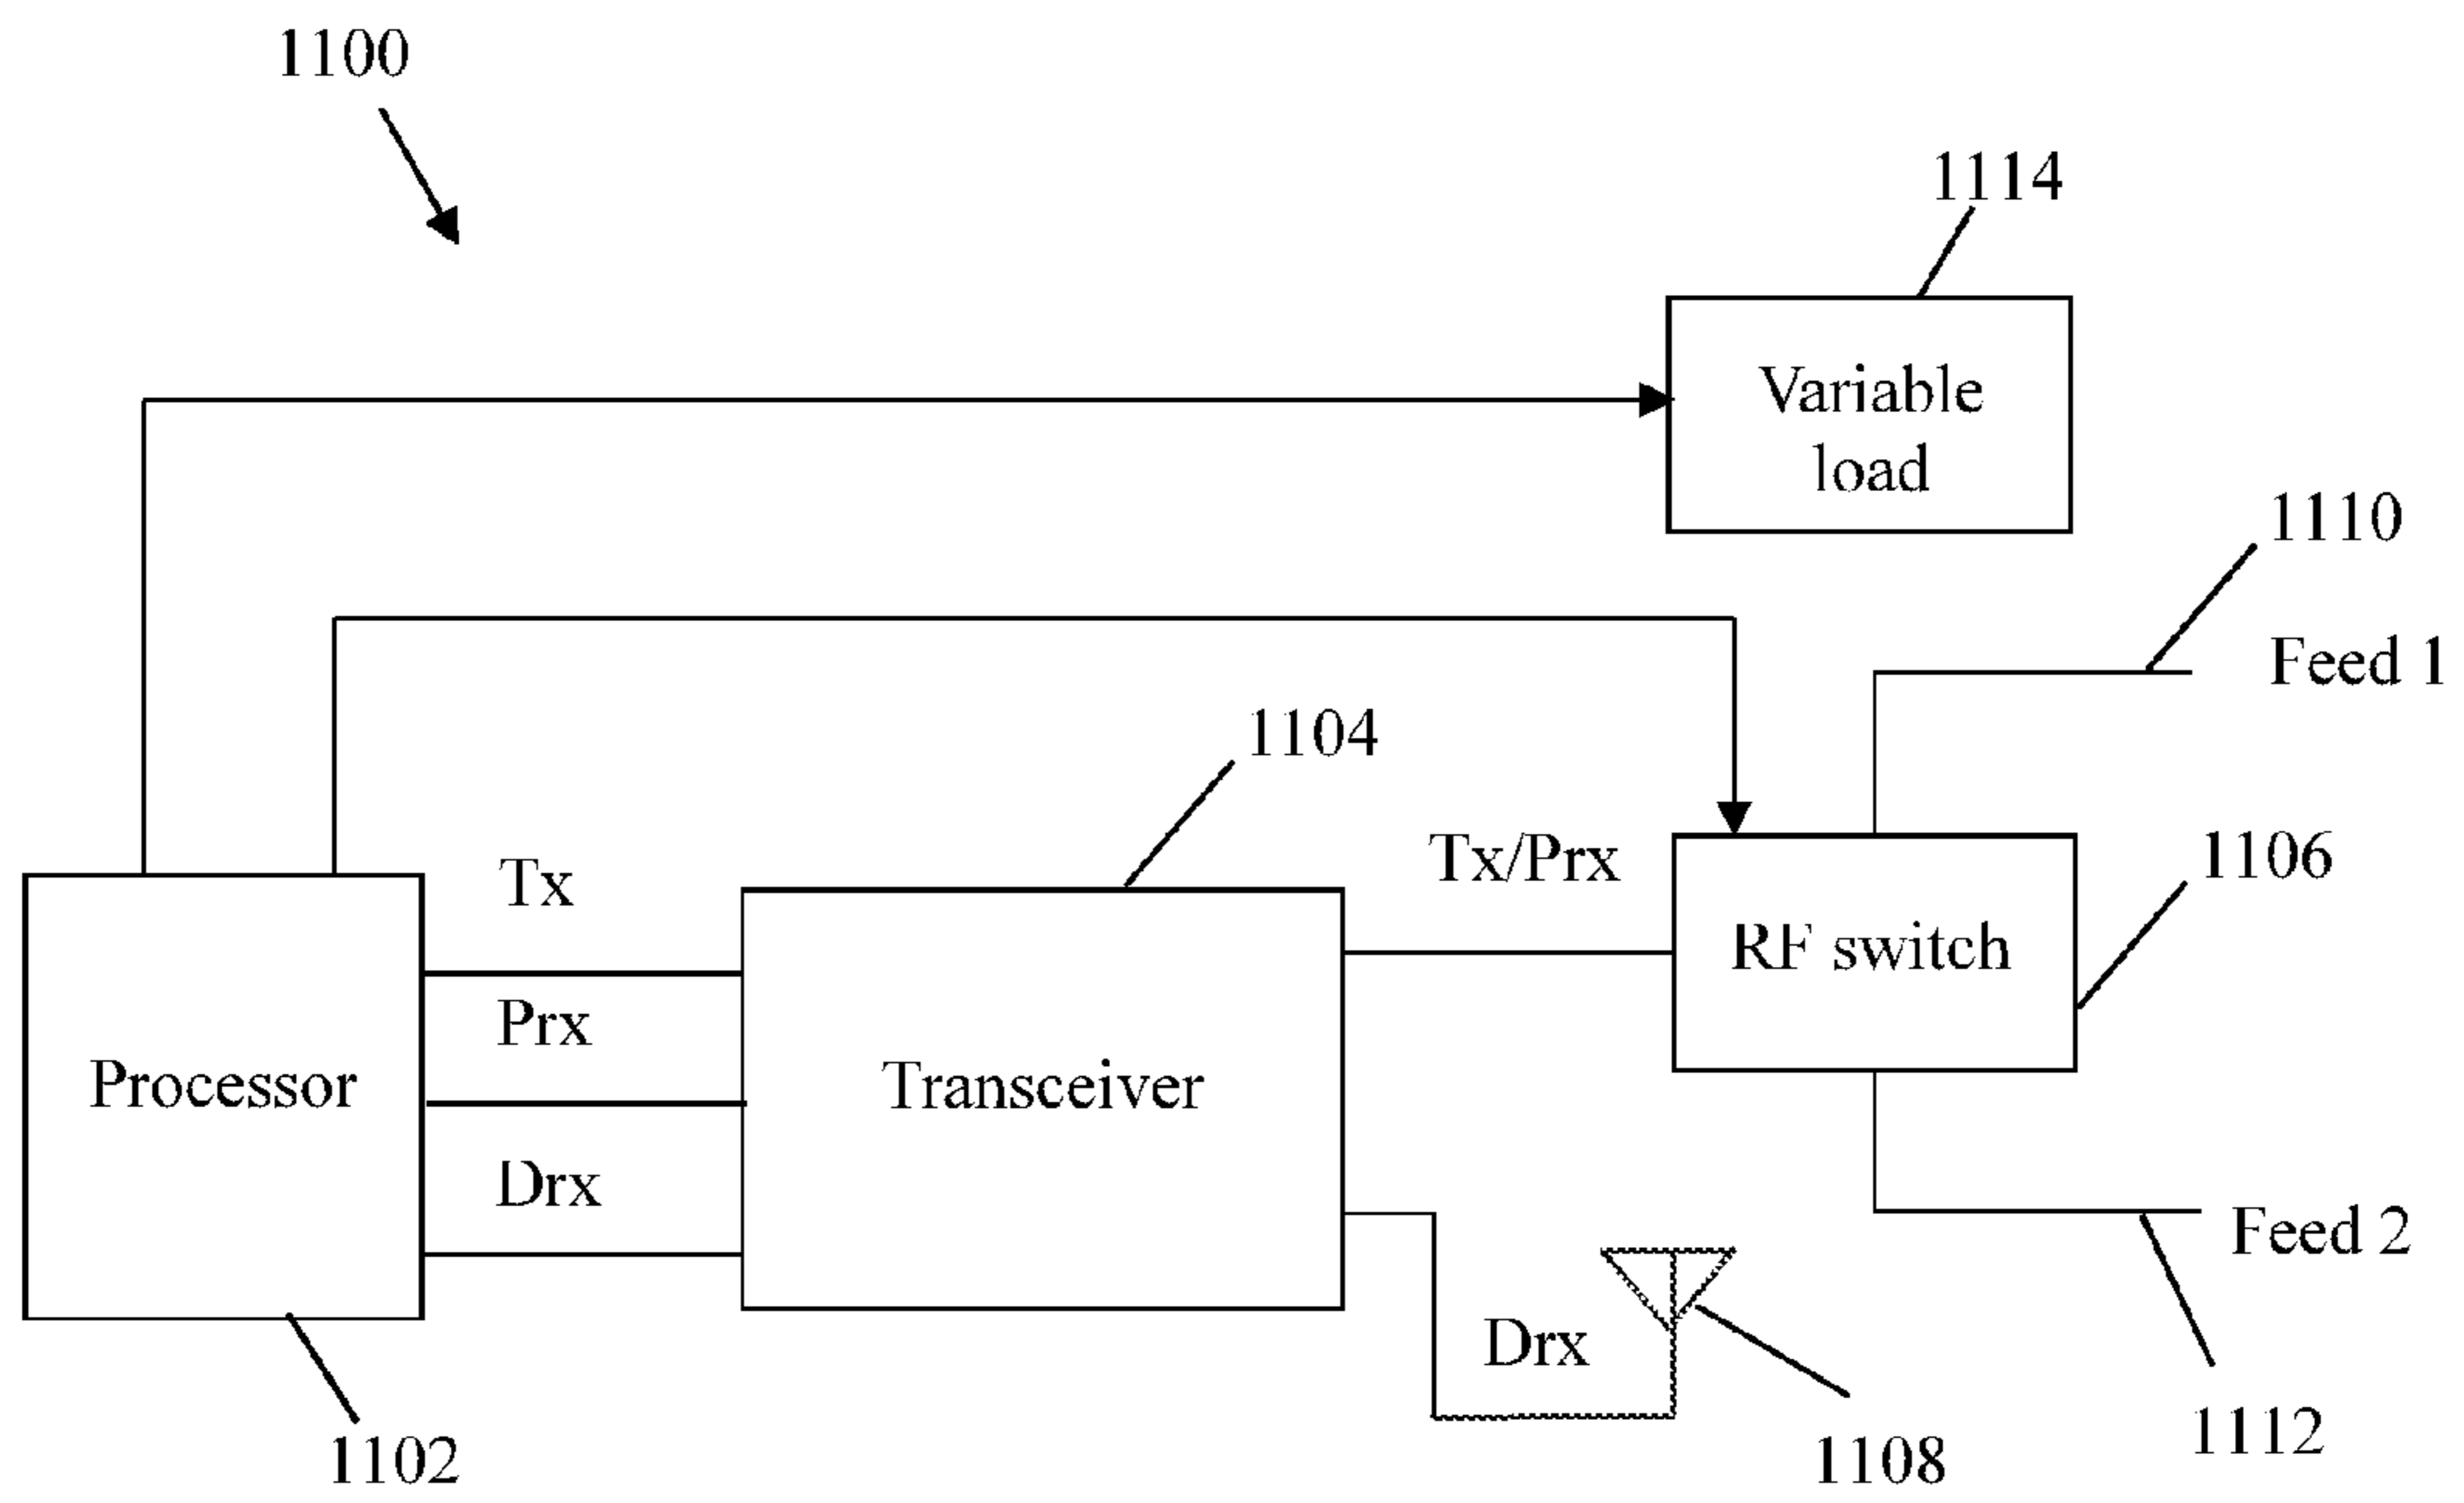 1100
1114
Variable
load
1110
Feed 1
1104
Tx/Prx
1106
Tx
RF switch
Prx
Processor
Transceiver
Drx
Feed 2
Drx
1112
1102
1108